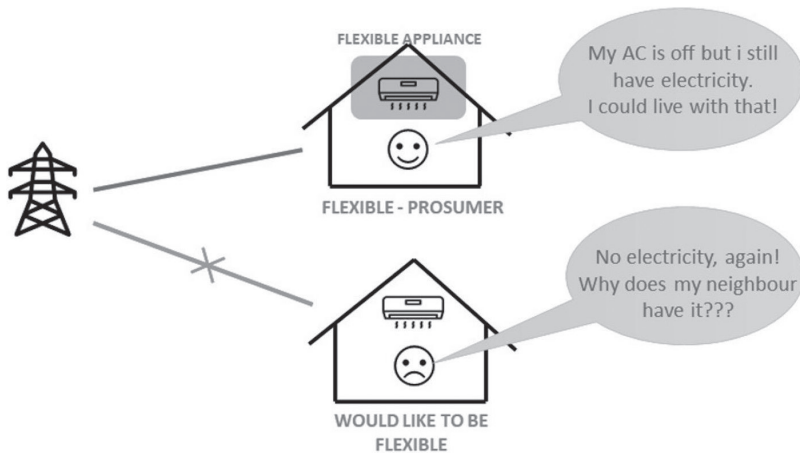 FLEXIBLE APPLIANCE
My AC is off but i still
have electricity.
I could live with that!
FLEXIBLE - PROSUMER
No electricity, again!
Why does my neighbour
have it???
WOULD LIKE TO BE
FLEXIBLE